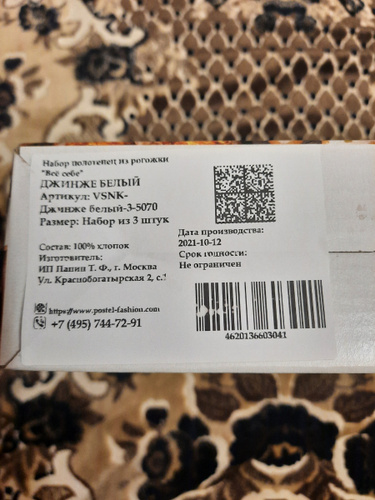 Набор полотенец из рогожки
"Всё себе"
ДЖИНЖЕ БЕЛЫЙ
Артикул: VSNK-
Джинже белый-3-5070
Размер: Набор из 3 штук
Состав: 100% хлопок
Изготовитель:
ИП Папин Т. Ф., г. Москва
Ул. Краснобогатырская 2, с.
https://www.postel-fashion.com
+7 (495) 744-72-91
Дата производства:
2021-10-12
Срок годности:
Не ограничен
4620136603041